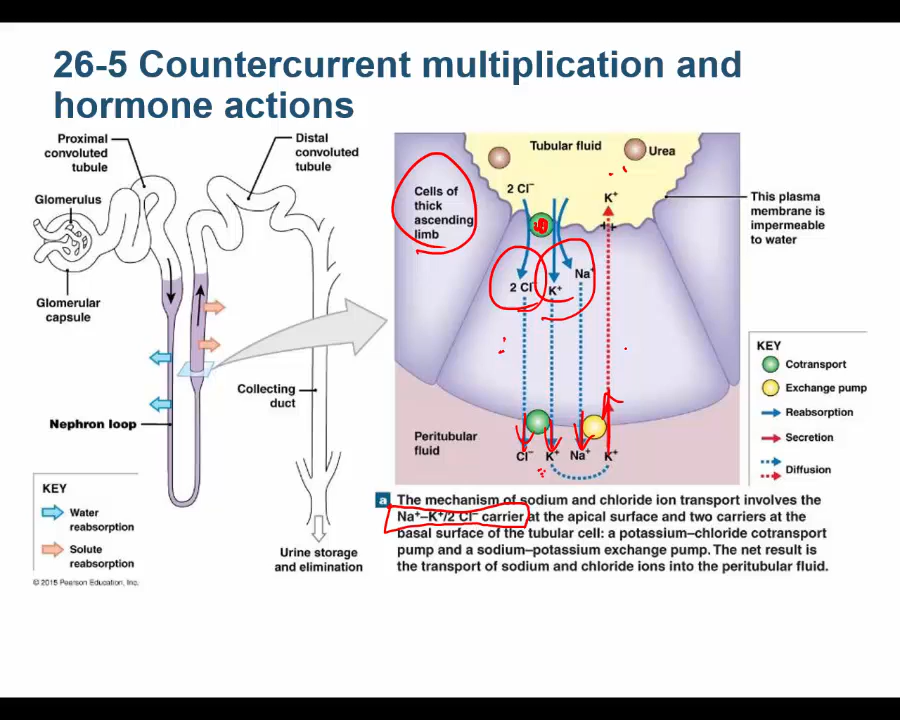 26-5 Countercurrent multiplication and
hormone actions
Proximal
convoluted
tubule
Distal
convoluted
tubule
Glomerulus
Glomerular
capsule
Nephron loop
Collecting
duct
KEY
Water
reabsorption
Solute
reabsorption
Urine storage
and elimination
© 2015 Pearson Education, Inc.
Tubular fluid
Urea
Cells of
thick
ascending
limb
2 Cl⁻
K⁺
++
This plasma
membrane is
impermeable
to water
Na⁺
2 Cl⁻
K⁺
Peritubular
fluid
Cl⁻ K⁺ Na⁺ K⁺
KEY
Cotransport
Exchange pump
Reabsorption
Secretion
Diffusion
a The mechanism of sodium and chloride ion transport involves the
Na⁺–K⁺/2 Cl⁻ carrier at the apical surface and two carriers at the
basal surface of the tubular cell: a potassium–chloride cotransport
pump and a sodium–potassium exchange pump. The net result is
the transport of sodium and chloride ions into the peritubular fluid.